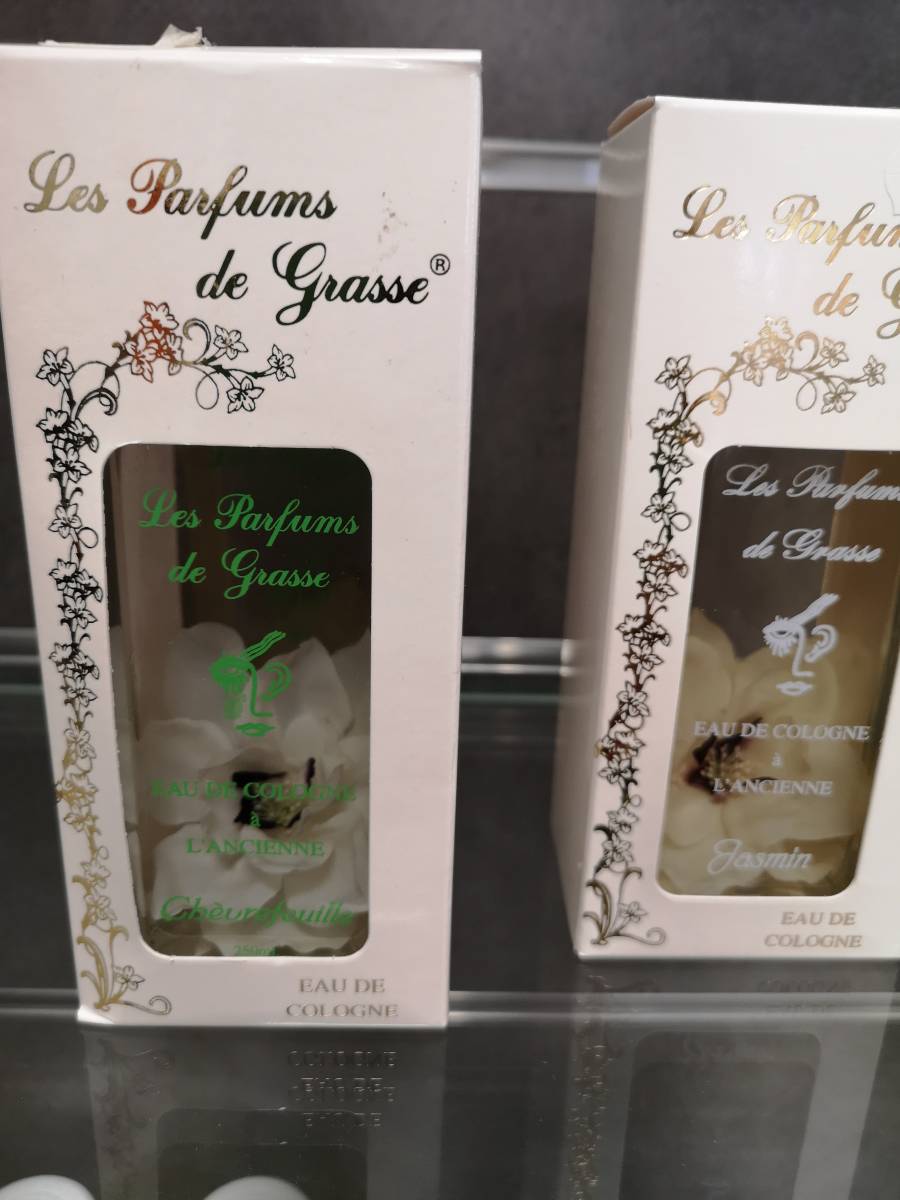 Les Parfums
de Grasse®
Les Parfums
de Grasse
EAU DE COLOGNE
à
L'ANCIENNE
Chèvrefeuille
250ml
EAU DE
COLOGNE
Les Parfum
de G
Les Parfums
de Grasse
EAU DE COLOGNE
à
L'ANCIENNE
Jasmin
EAU DE
COLOGNE